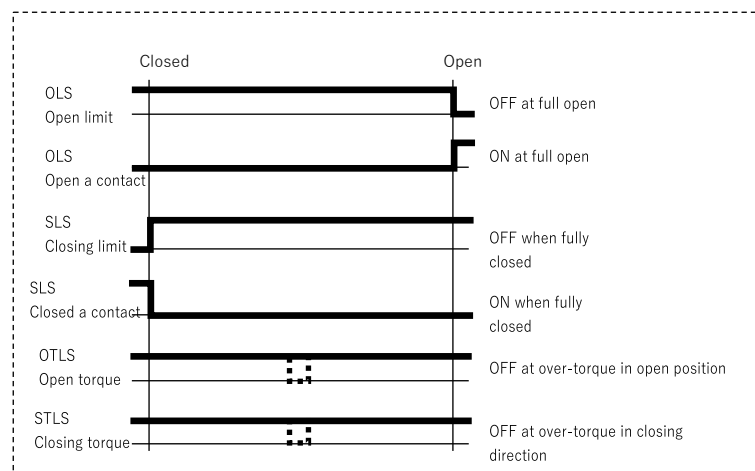 Closed
Open
OLS
Open limit
OFF at full open
OLS
Open a contact
ON at full open
SLS
Closing limit
OFF when fully
closed
SLS
Closed a contact
ON when fully
closed
OTLS
Open torque
OFF at over-torque in open position
STLS
Closing torque
OFF at over-torque in closing
direction